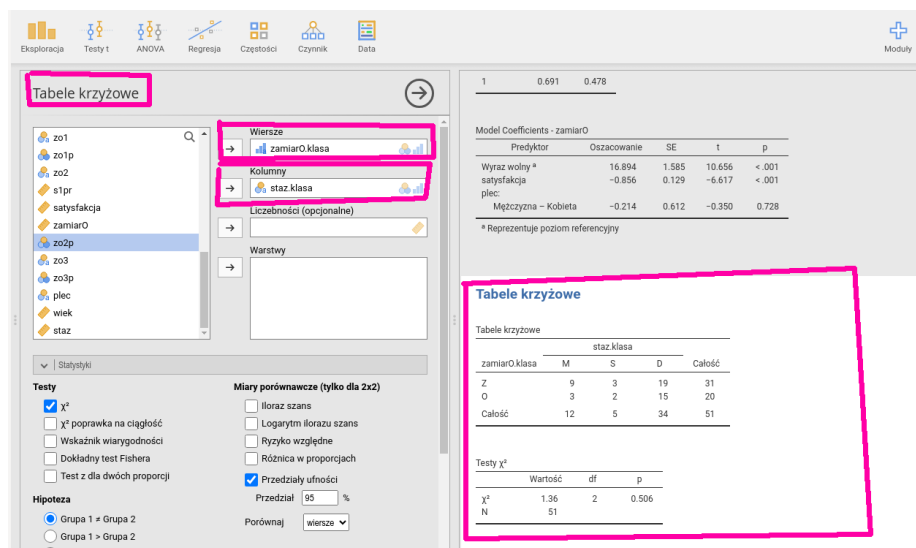 Eksploracja Testy t ANOVA Regresja Częstości Czynnik Data Moduły
Tabele krzyżowe
zo1
zo1p
zo2
s1pr
satysfakcja
zamiarO
zo2p
zo3
zo3p
plec
wiek
staz
Wiersze
zamiarO.klasa
Kolumny
staz.klasa
Liczebności (opcjonalne)
Warstwy
Statystyki
Testy
χ²
χ² poprawka na ciągłość
Wskaźnik wiarygodności
Dokładny test Fishera
Test z dla dwóch proporcji
Hipoteza
Grupa 1 ≠ Grupa 2
Grupa 1 > Grupa 2
Miary porównawcze (tylko dla 2x2)
Iloraz szans
Logarytm ilorazu szans
Ryzyko względne
Różnica w proporcjach
Przedziały ufności
Przedział 95 %
Porównaj wiersze
1 0.691 0.478
Model Coefficients - zamiarO
Predyktor Oszacowanie SE t p
Wyraz wolny ª 16.894 1.585 10.656 < .001
satysfakcja −0.856 0.129 −6.617 < .001
plec:
Mężczyzna – Kobieta −0.214 0.612 −0.350 0.728
ª Reprezentuje poziom referencyjny
Tabele krzyżowe
Tabele krzyżowe
staz.klasa
zamiarO.klasa M S D Całość
Z 9 3 19 31
O 3 2 15 20
Całość 12 5 34 51
Testy χ²
Wartość df p
χ² 1.36 2 0.506
N 51